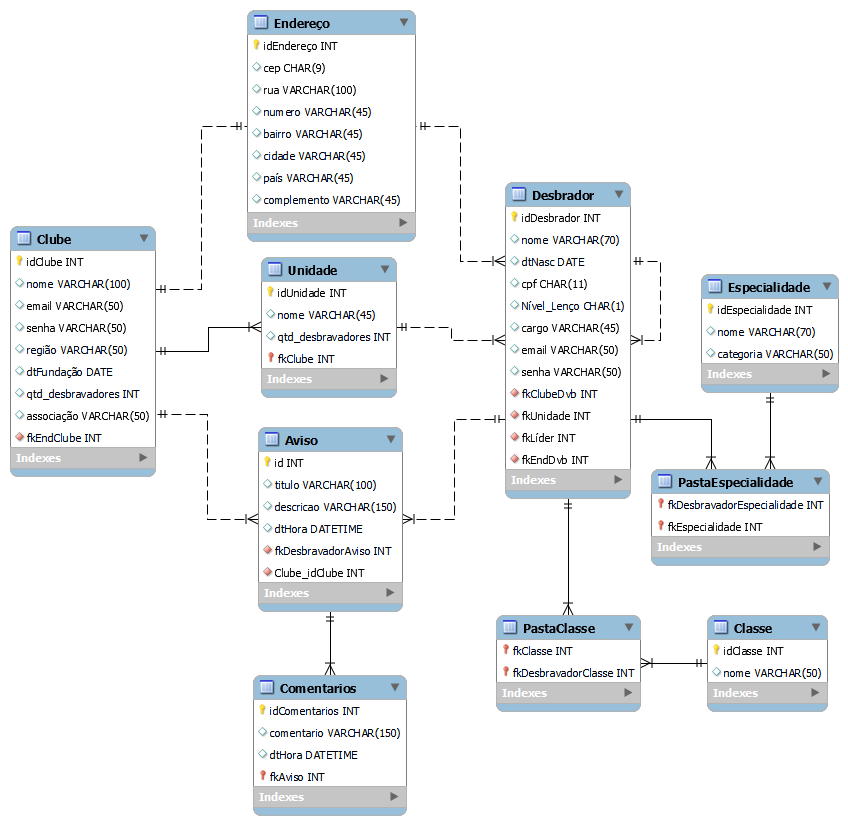 Endereço
idEndereço INT
cep CHAR(9)
rua VARCHAR(100)
numero VARCHAR(45)
bairro VARCHAR(45)
cidade VARCHAR(45)
país VARCHAR(45)
complemento VARCHAR(45)
Indexes
Clube
idClube INT
nome VARCHAR(100)
email VARCHAR(50)
senha VARCHAR(50)
região VARCHAR(50)
dtFundação DATE
qtd_desbravadores INT
associação VARCHAR(50)
fkEndClube INT
Indexes
Unidade
idUnidade INT
nome VARCHAR(45)
qtd_desbravadores INT
fkClube INT
Indexes
Desbrador
idDesbrador INT
nome VARCHAR(70)
dtNasc DATE
cpf CHAR(11)
Nível_Lenço CHAR(1)
cargo VARCHAR(45)
email VARCHAR(50)
senha VARCHAR(50)
fkClubeDvb INT
fkUnidade INT
fkLíder INT
fkEndDvb INT
Indexes
Especialidade
idEspecialidade INT
nome VARCHAR(70)
categoria VARCHAR(50)
Indexes
Aviso
id INT
titulo VARCHAR(100)
descricao VARCHAR(150)
dtHora DATETIME
fkDesbravadorAviso INT
Clube_idClube INT
Indexes
PastaEspecialidade
fkDesbravadorEspecialidade INT
fkEspecialidade INT
Indexes
PastaClasse
fkClasse INT
fkDesbravadorClasse INT
Indexes
Classe
idClasse INT
nome VARCHAR(50)
Indexes
Comentarios
idComentarios INT
comentario VARCHAR(150)
dtHora DATETIME
fkAviso INT
Indexes